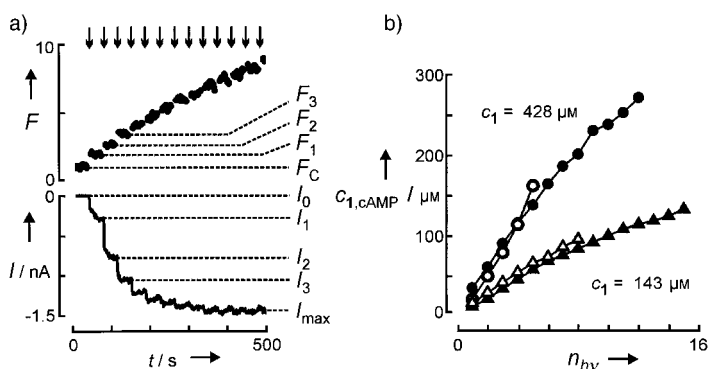 a)
10
F
0
F3
F2
F1
FC
I0
I1
I2
I3
Imax
0
I / nA
-1.5
0
500
t / s
b)
300
200
100
0
c1,cAMP / µM
c1 = 428 µM
c1 = 143 µM
0
8
16
nhν